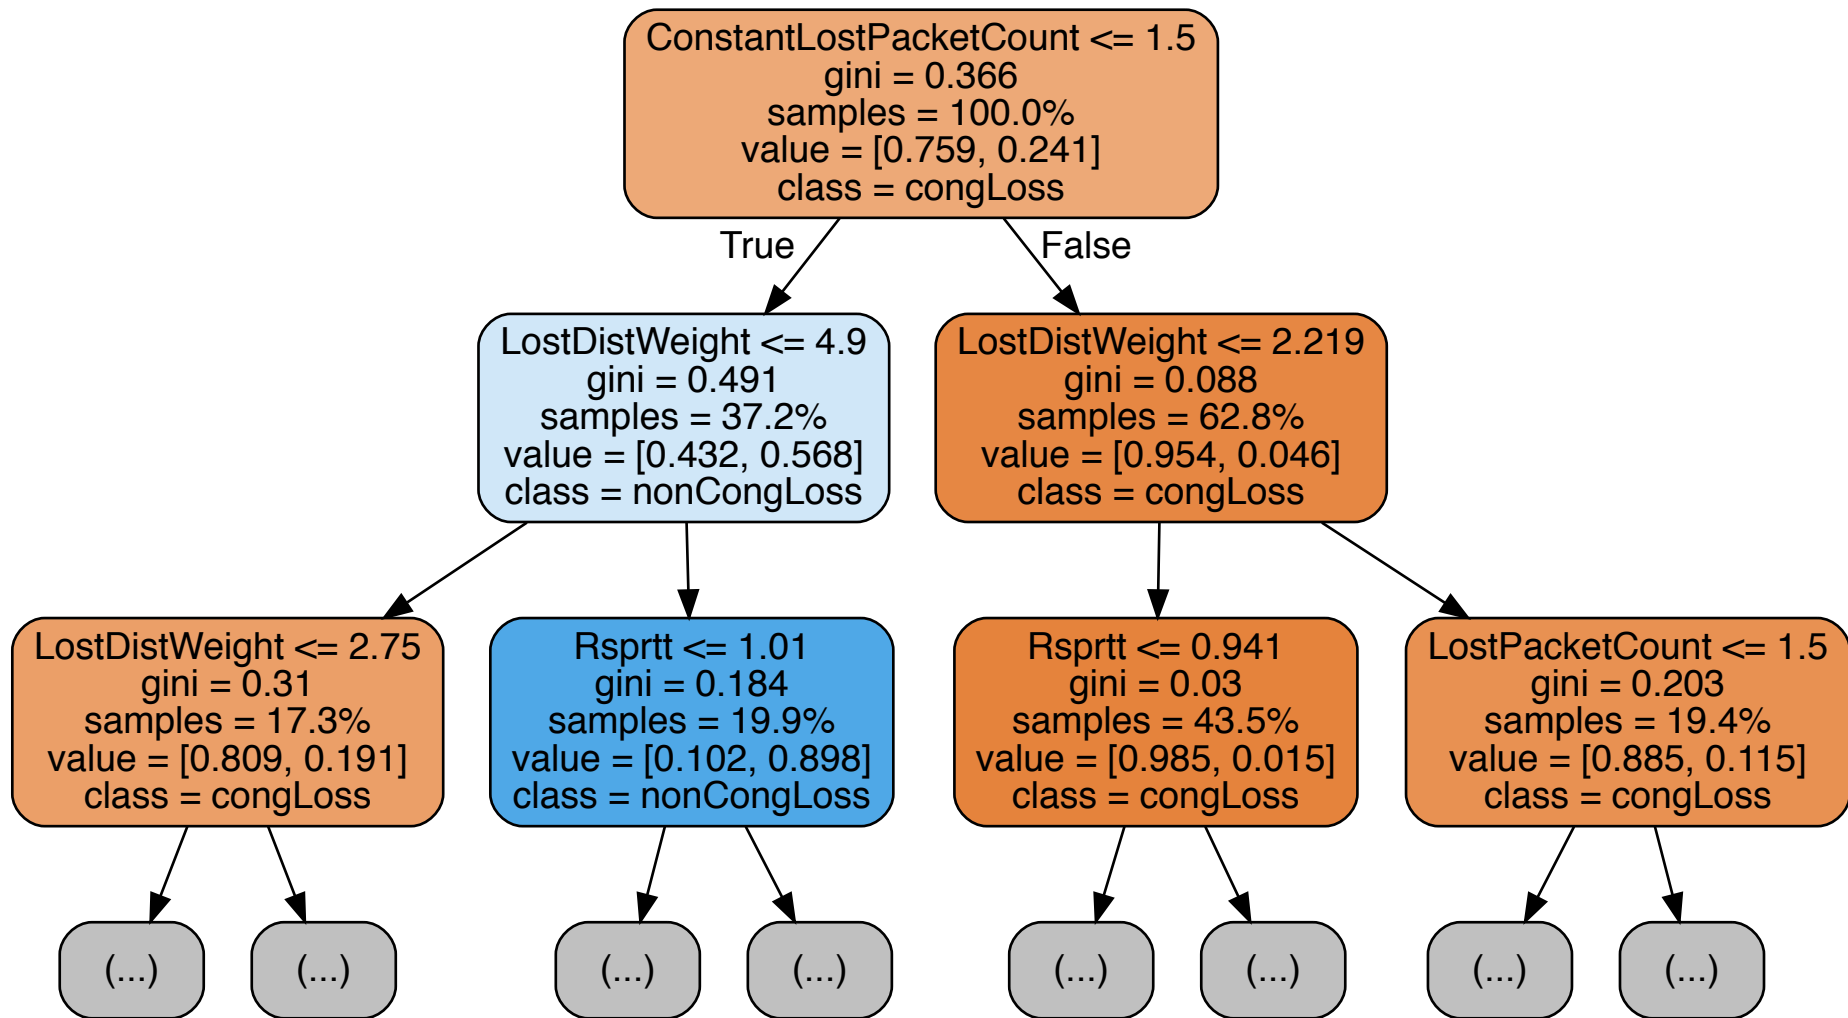 ConstantLostPacketCount <= 1.5
gini = 0.366
samples = 100.0%
value = [0.759, 0.241]
class = congLoss
True
False
LostDistWeight <= 4.9
gini = 0.491
samples = 37.2%
value = [0.432, 0.568]
class = nonCongLoss
LostDistWeight <= 2.219
gini = 0.088
samples = 62.8%
value = [0.954, 0.046]
class = congLoss
LostDistWeight <= 2.75
gini = 0.31
samples = 17.3%
value = [0.809, 0.191]
class = congLoss
Rsprtt <= 1.01
gini = 0.184
samples = 19.9%
value = [0.102, 0.898]
class = nonCongLoss
Rsprtt <= 0.941
gini = 0.03
samples = 43.5%
value = [0.985, 0.015]
class = congLoss
LostPacketCount <= 1.5
gini = 0.203
samples = 19.4%
value = [0.885, 0.115]
class = congLoss
(...)
(...)
(...)
(...)
(...)
(...)
(...)
(...)